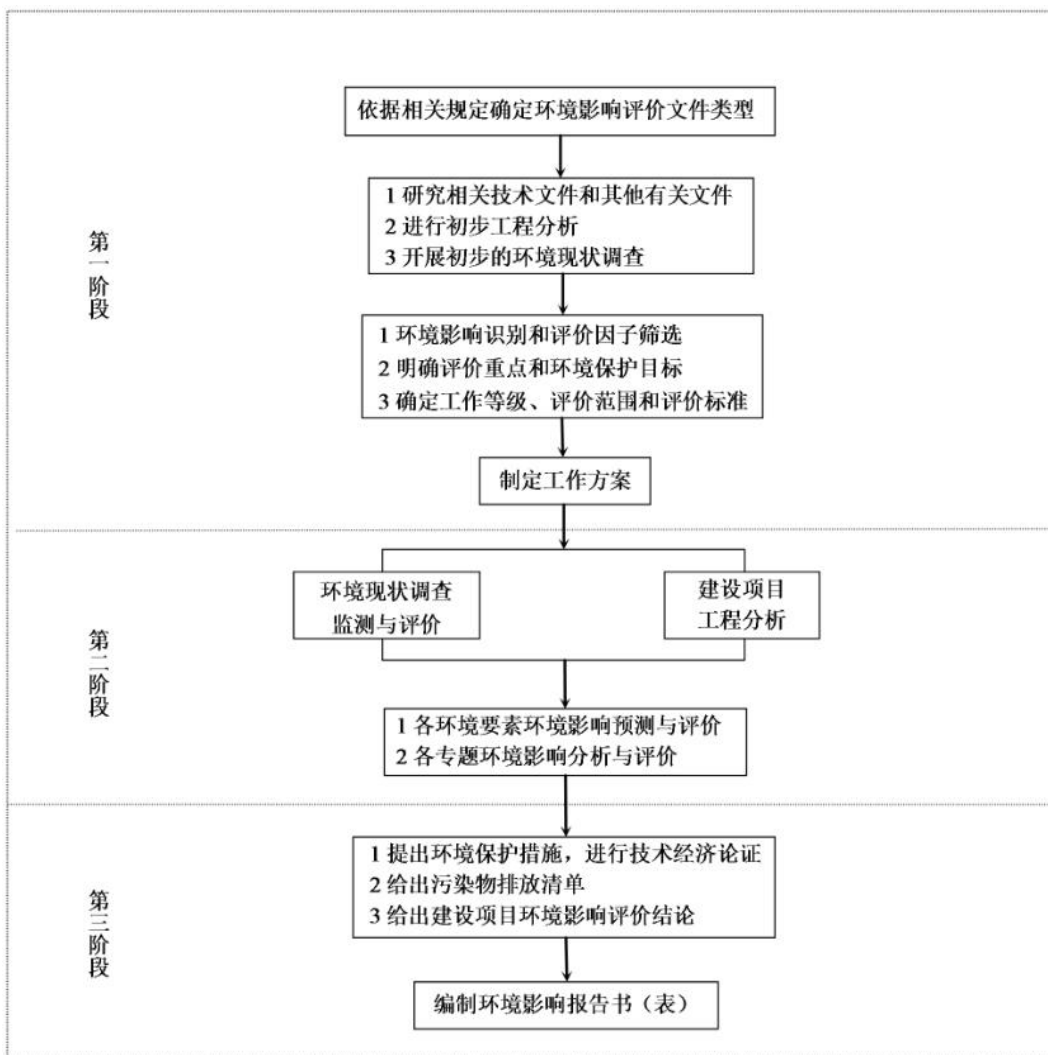 依据相关规定确定环境影响评价文件类型
1 研究相关技术文件和其他有关文件
2 进行初步工程分析
3 开展初步的环境现状调查
第一阶段
1 环境影响识别和评价因子筛选
2 明确评价重点和环境保护目标
3 确定工作等级、评价范围和评价标准
制定工作方案
环境现状调查
监测与评价
建设项目
工程分析
第二阶段
1 各环境要素环境影响预测与评价
2 各专题环境影响分析与评价
1 提出环境保护措施，进行技术经济论证
2 给出污染物排放清单
3 给出建设项目环境影响评价结论
第三阶段
编制环境影响报告书（表）